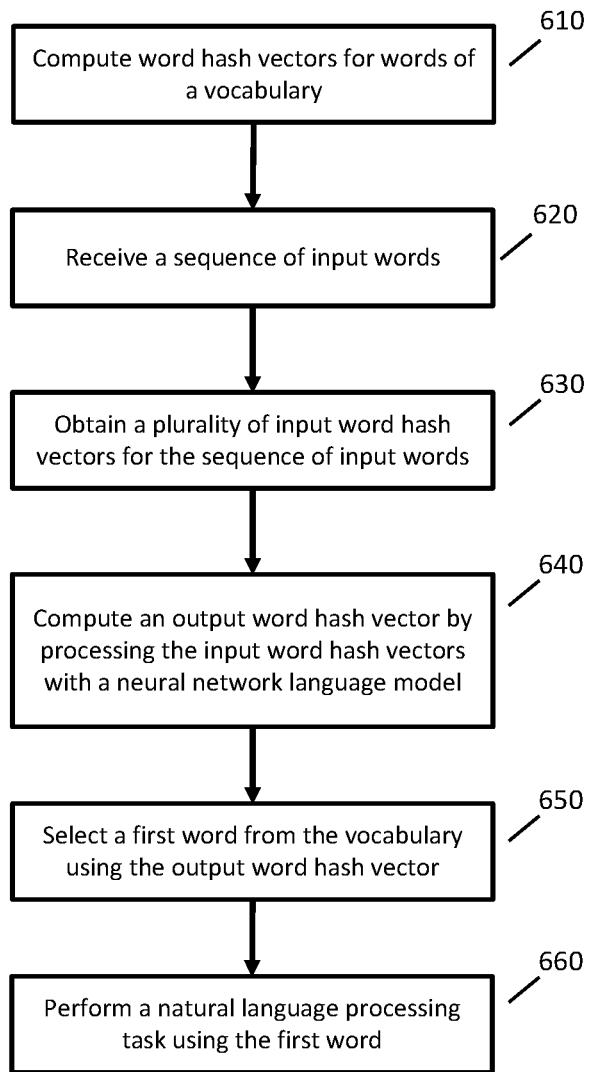 610
Compute word hash vectors for words of
a vocabulary
620
Receive a sequence of input words
630
Obtain a plurality of input word hash
vectors for the sequence of input words
640
Compute an output word hash vector by
processing the input word hash vectors
with a neural network language model
650
Select a first word from the vocabulary
using the output word hash vector
660
Perform a natural language processing
task using the first word